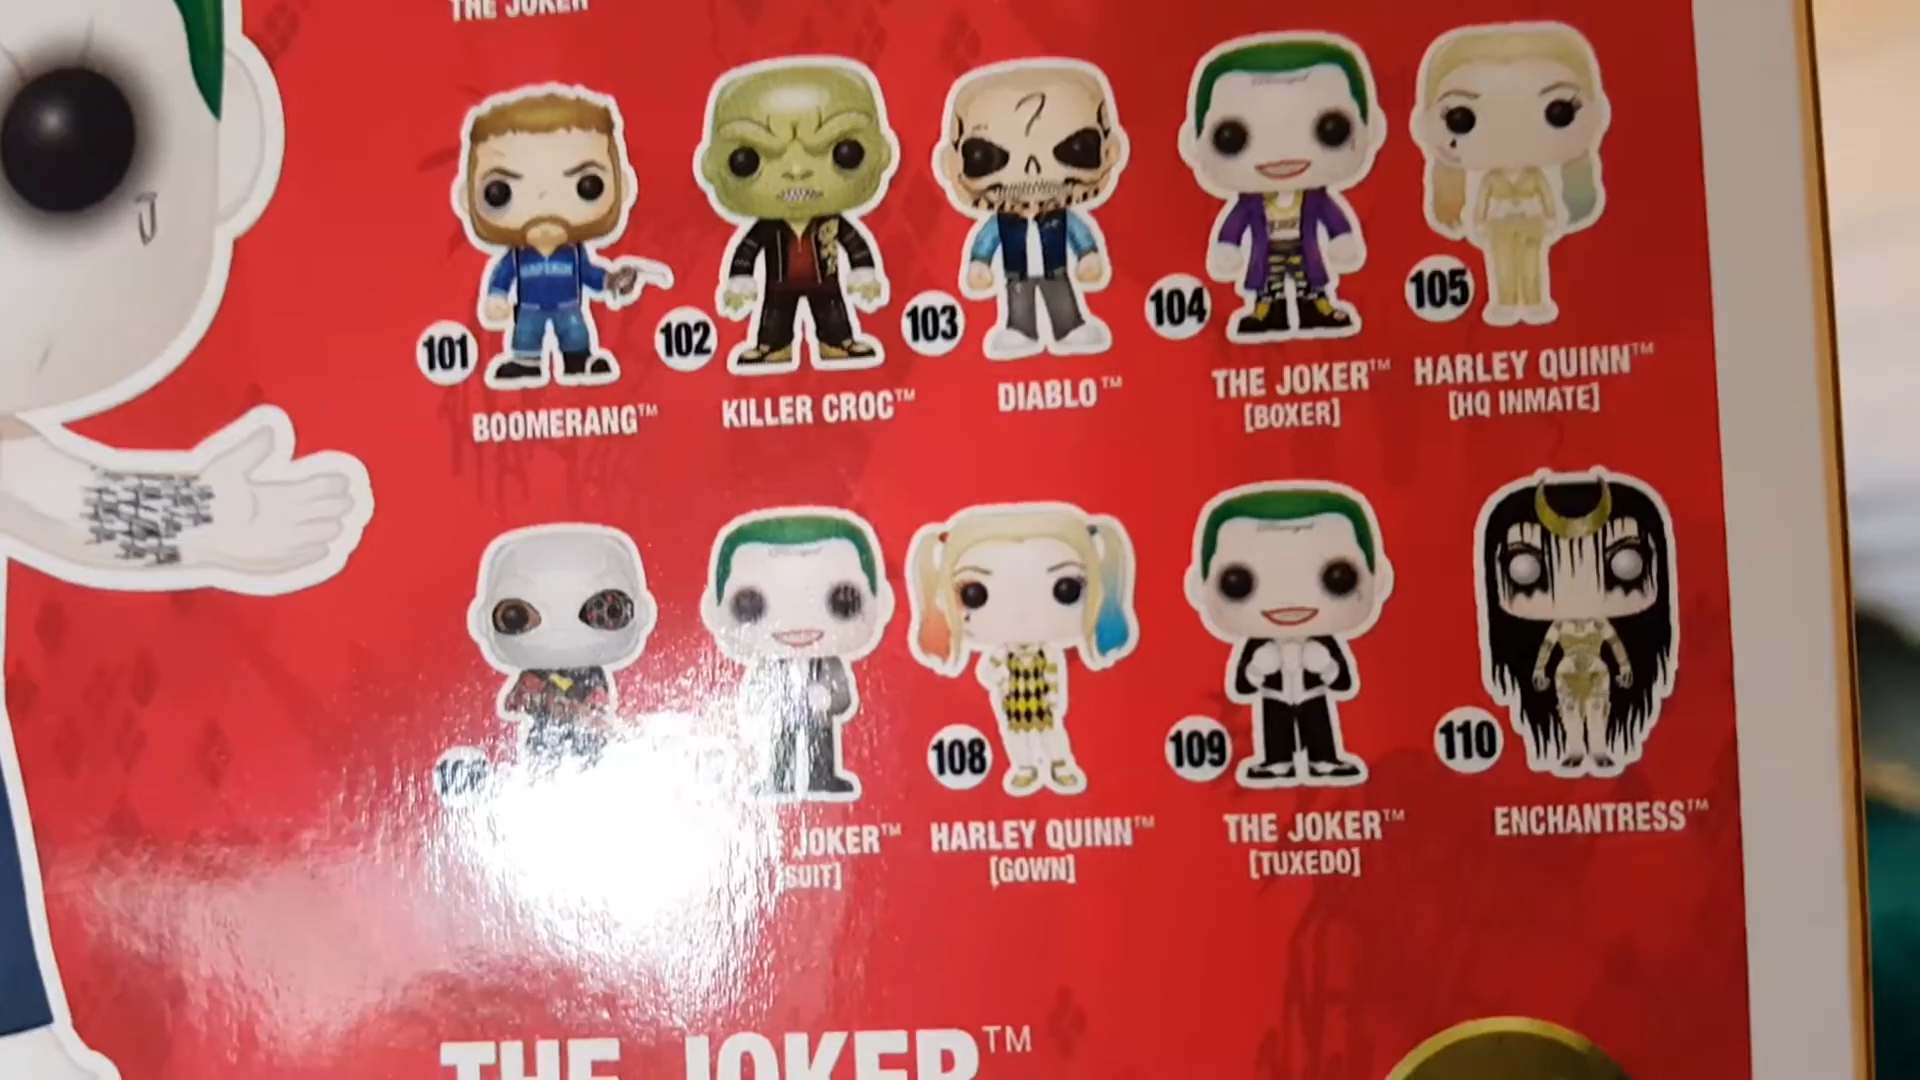 THE JOKER
J
101
102
103
104
105
BOOMERANG™
KILLER CROC™
DIABLO™
THE JOKER™
[BOXER]
HARLEY QUINN™
[HQ INMATE]
108
109
110
JOKER™
[SUIT]
HARLEY QUINN™
[GOWN]
THE JOKER™
[TUXEDO]
ENCHANTRESS™
THE JOKER™